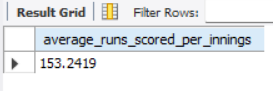 Result Grid Filter Rows:
average_runs_scored_per_innings
153.2419